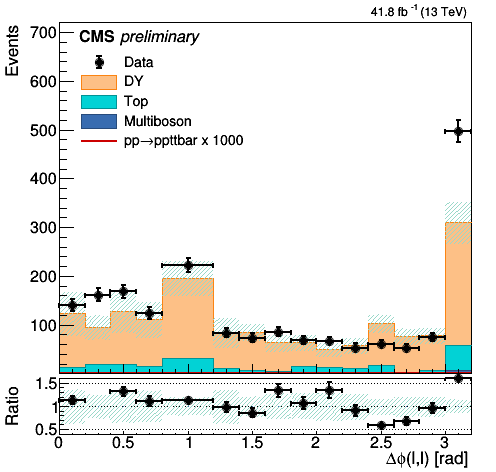 41.8 fb⁻¹ (13 TeV)
CMS preliminary
Data
DY
Top
Multiboson
pp→ppttbar x 1000
Events
700
600
500
400
300
200
100
Ratio
1.5
1
0.5
0 0.5 1 1.5 2 2.5 3
Δϕ(l,l) [rad]